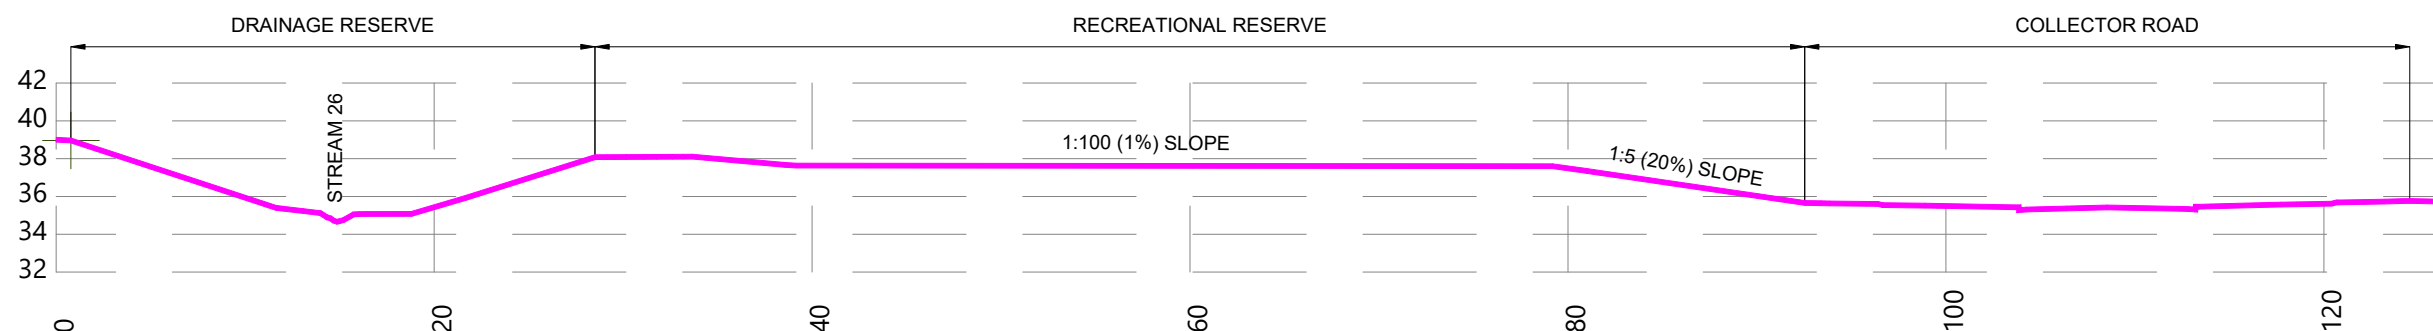 DRAINAGE RESERVE
RECREATIONAL RESERVE
COLLECTOR ROAD
42
40
38
36
34
32
STREAM 26
1:100 (1%) SLOPE
1:5 (20%) SLOPE
0
20
40
60
80
100
120